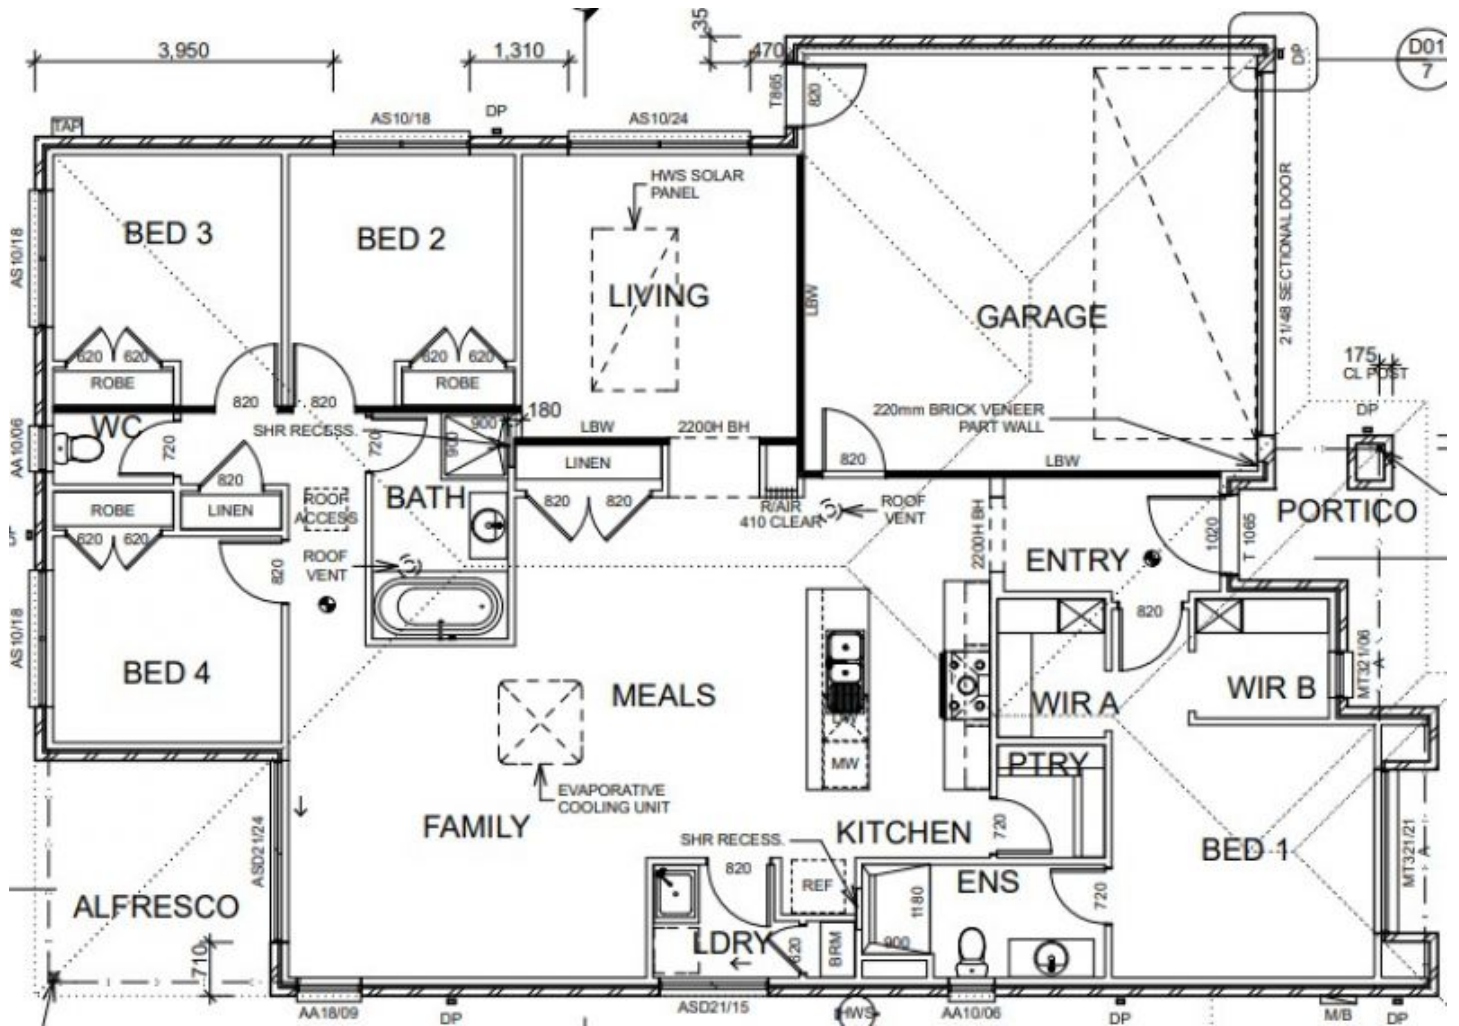 3,950
1,310
35
470
D01
7
DP
TAP
AS10/18
DP
AS10/24
T865
820
HWS SOLAR
PANEL
BED 3
BED 2
LIVING
GARAGE
AS10/18
LBW
21/48 SECTIONAL DOOR
620
620
ROBE
620
620
ROBE
175
CL POST
DP
820
820
180
900
900
SHR RECESS.
LBW
2200H BH
220mm BRICK VENEER
PART WALL
WC
AA10/06
720
720
820
LBW
LINEN
820
820
820
BATH
ROBE
LINEN
ROOF
ACCESS
R/AIR
410 CLEAR
ROOF
VENT
PORTICO
DP
620
620
820
ROOF
VENT
2200H BH
ENTRY
1020
T 1065
820
AS10/18
BED 4
MEALS
WIR A
WIR B
MT321/06
A
MW
PTRY
EVAPORATIVE
COOLING UNIT
FAMILY
KITCHEN
720
BED 1
SHR RECESS.
820
REF
ENS
MT321/21
A
ASD21/24
ALFRESCO
1180
720
710
LDRY
620
BRM
900
AA18/09
DP
ASD21/15
HWS
AA10/06
DP
M/B
DP